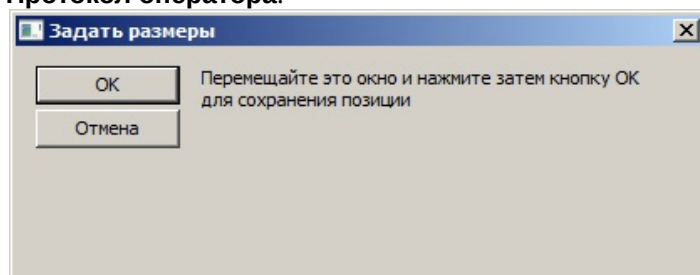 Протокол оператора.
Задать размеры
OK
Перемещайте это окно и нажмите затем кнопку OK
для сохранения позиции
Отмена